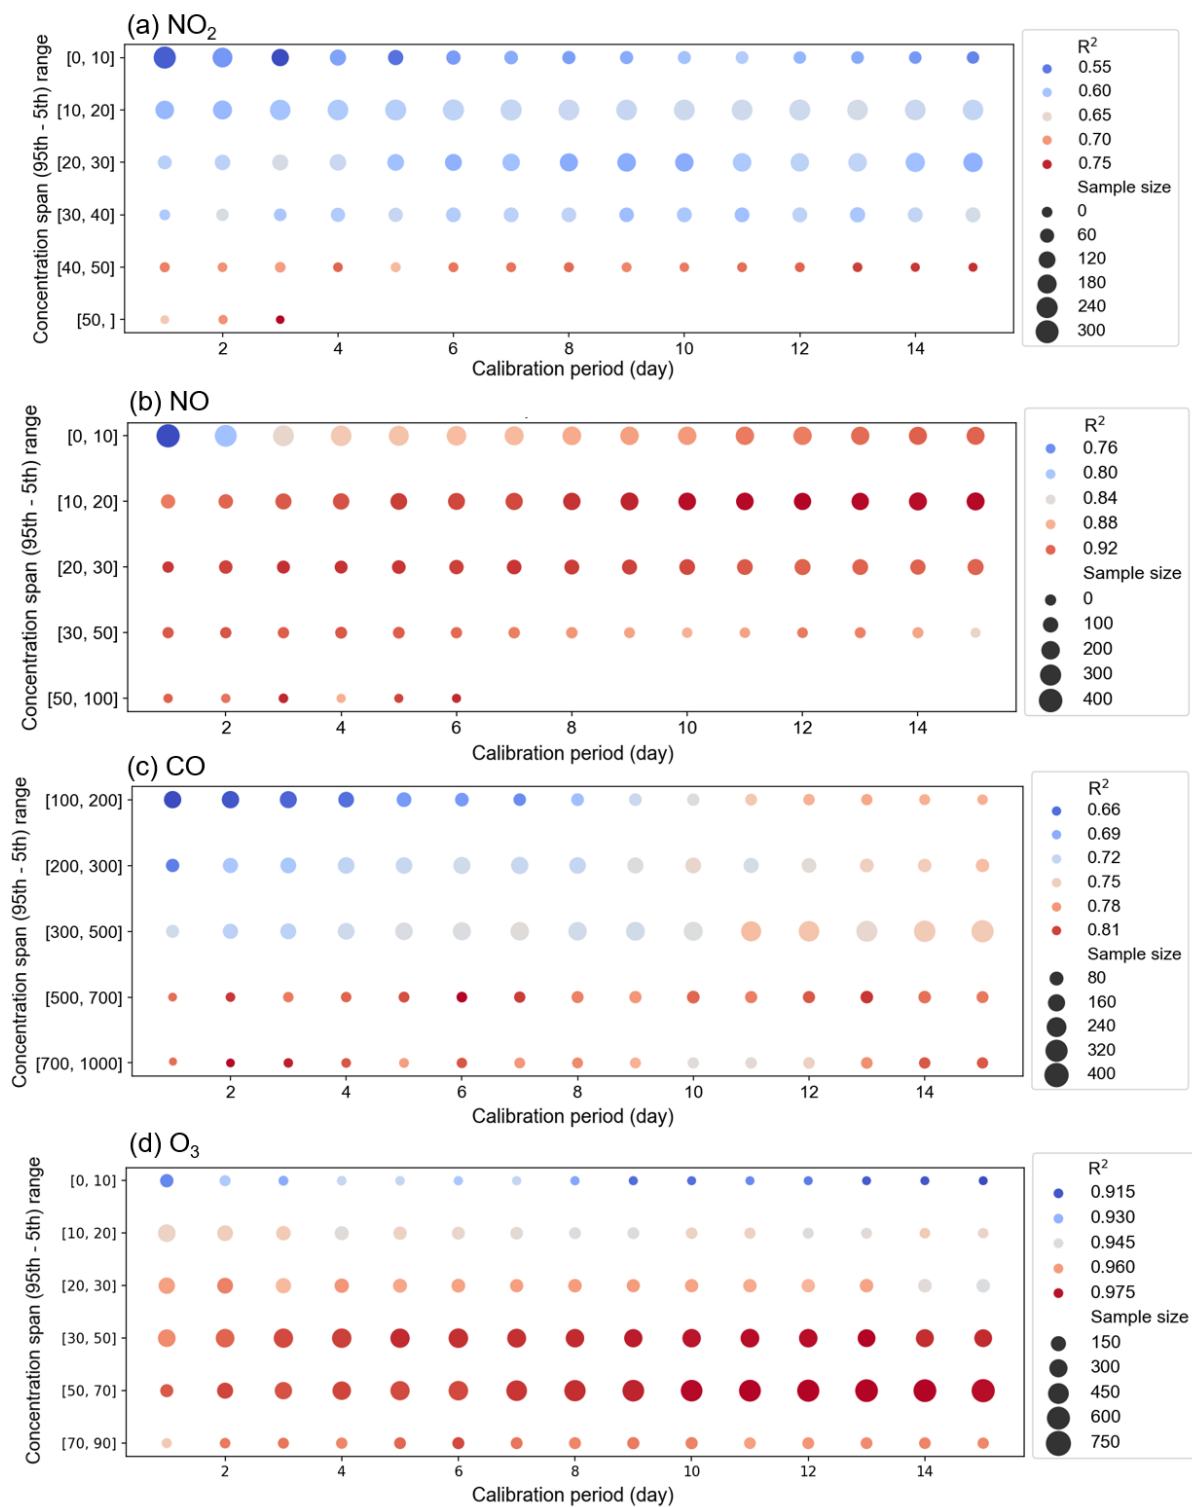 (a) NO₂
Concentration span (95th - 5th) range
[0, 10]
[10, 20]
[20, 30]
[30, 40]
[40, 50]
[50, ]
2 4 6 8 10 12 14
Calibration period (day)
R²
0.55
0.60
0.65
0.70
0.75
Sample size
0
60
120
180
240
300
(b) NO
Concentration span (95th - 5th) range
[0, 10]
[10, 20]
[20, 30]
[30, 50]
[50, 100]
2 4 6 8 10 12 14
Calibration period (day)
R²
0.76
0.80
0.84
0.88
0.92
Sample size
0
100
200
300
400
(c) CO
Concentration span (95th - 5th) range
[100, 200]
[200, 300]
[300, 500]
[500, 700]
[700, 1000]
2 4 6 8 10 12 14
Calibration period (day)
R²
0.66
0.69
0.72
0.75
0.78
0.81
Sample size
80
160
240
320
400
(d) O₃
Concentration span (95th - 5th) range
[0, 10]
[10, 20]
[20, 30]
[30, 50]
[50, 70]
[70, 90]
2 4 6 8 10 12 14
Calibration period (day)
R²
0.915
0.930
0.945
0.960
0.975
Sample size
150
300
450
600
750